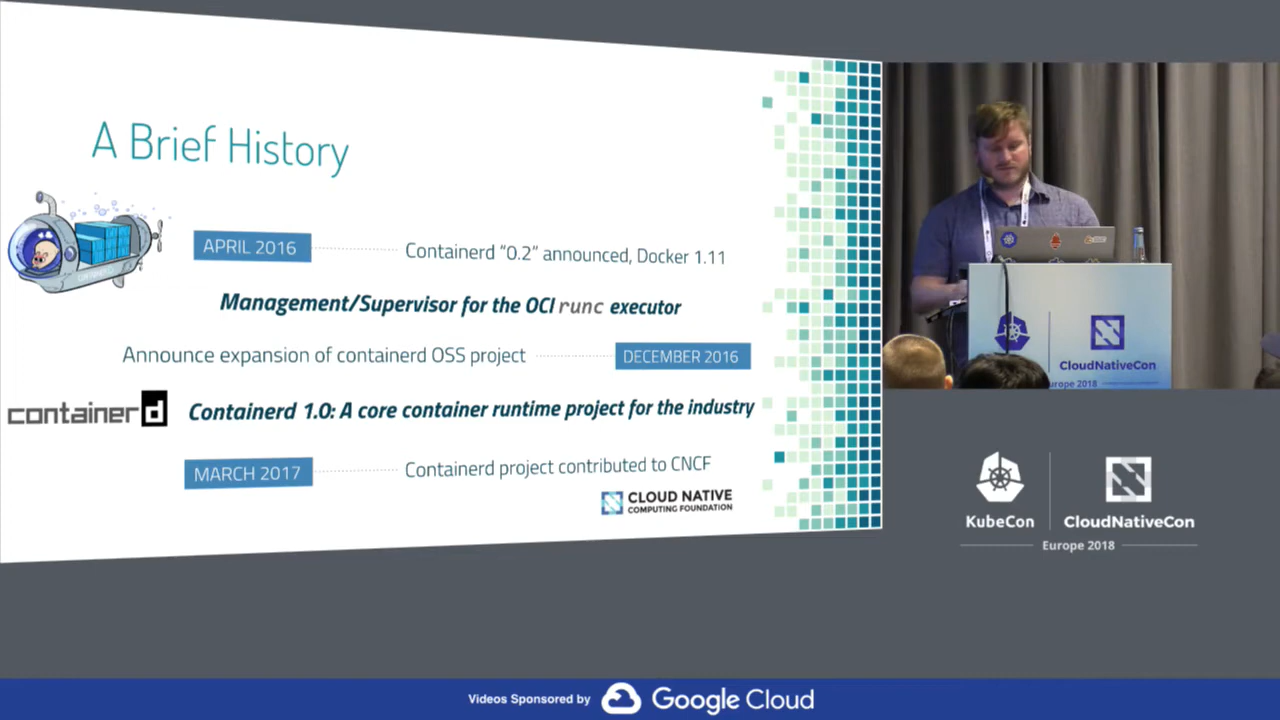 A Brief History
APRIL 2016
Containerd “0.2” announced, Docker 1.11
Management/Supervisor for the OCI runc executor
Announce expansion of containerd OSS project
DECEMBER 2016
containerd
Containerd 1.0: A core container runtime project for the industry
MARCH 2017
Containerd project contributed to CNCF
CLOUD NATIVE
COMPUTING FOUNDATION
CloudNativeCon
Europe 2018
KubeCon
CloudNativeCon
Europe 2018
Videos Sponsored by
Google Cloud